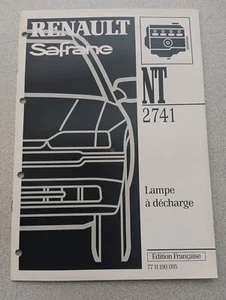 RENAULT
Safrane
NT
2741
Lampe
à décharge
Edition Française
77 11 190 095